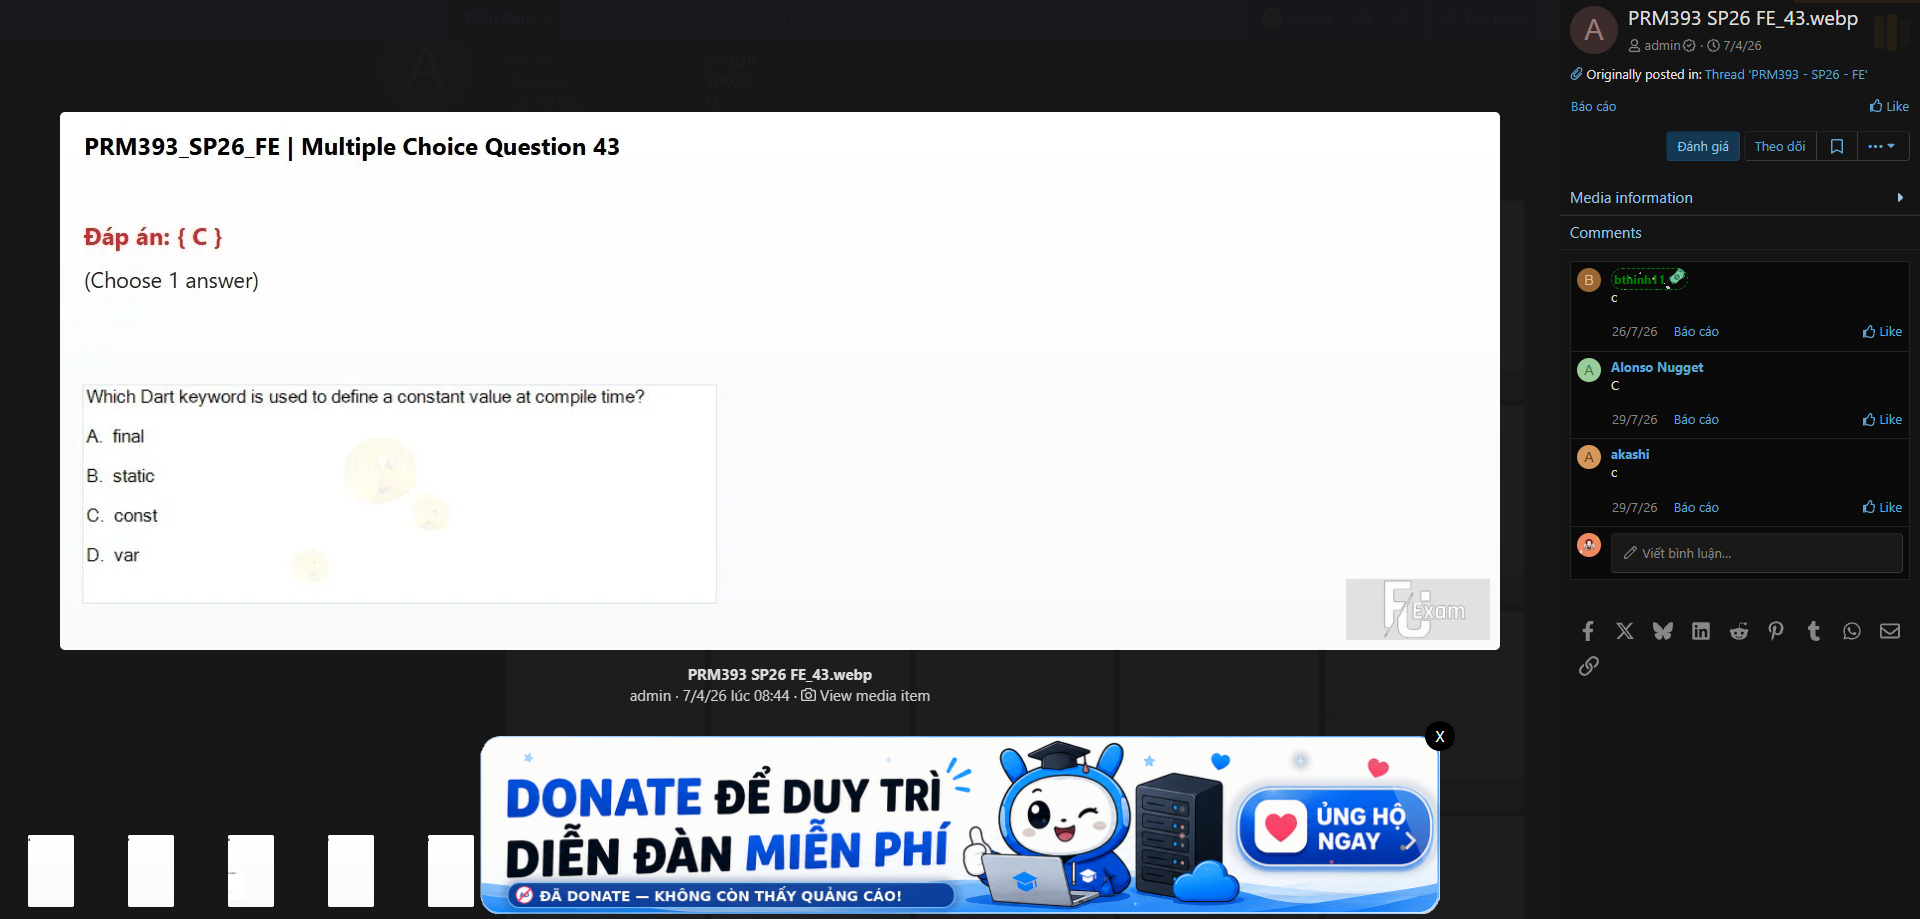 PRM393_SP26_FE | Multiple Choice Question 43
Đáp án: { C }
(Choose 1 answer)
Which Dart keyword is used to define a constant value at compile time?
A. final
B. static
C. const
D. var
FU Exam
PRM393 SP26 FE_43.webp
admin · 7/4/26 lúc 08:44 · View media item
X
DONATE ĐỂ DUY TRÌ
DIỄN ĐÀN MIỄN PHÍ
ĐÃ DONATE — KHÔNG CÒN THẤY QUẢNG CÁO!
ỦNG HỘ
NGAY
A
PRM393 SP26 FE_43.webp
admin · 7/4/26
Originally posted in: Thread 'PRM393 - SP26 - FE'
Báo cáo
Like
Đánh giá
Theo dõi
Media information
Comments
B
bthinh11
c
26/7/26 Báo cáo
Like
A
Alonso Nugget
C
29/7/26 Báo cáo
Like
A
akashi
c
29/7/26 Báo cáo
Like
Viết bình luận...